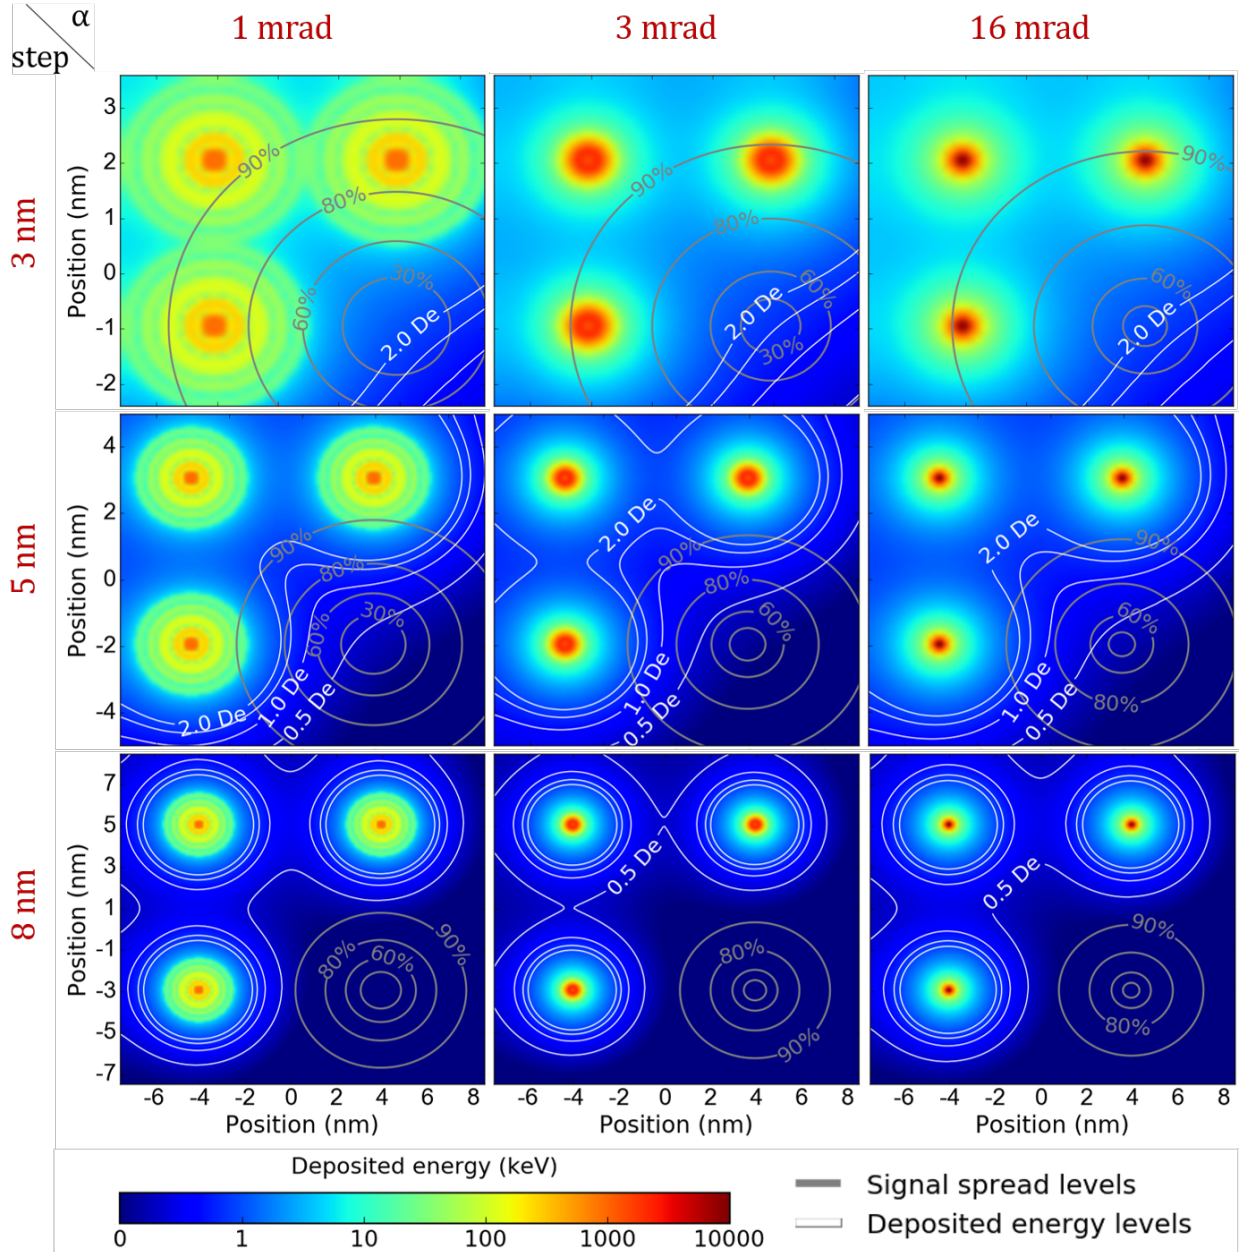 α
step
1 mrad 3 mrad 16 mrad
3 nm
Position (nm)
3
2
1
0
-1
-2
90%
80%
60%
30%
2.0 De
90%
80%
60%
2.0 De
30%
90%
60%
2.0 De
5 nm
Position (nm)
4
2
0
-2
-4
90%
80%
60%
30%
2.0 De
1.0 De
0.5 De
2.0 De
90%
80%
60%
1.0 De
0.5 De
2.0 De
90%
60%
1.0 De
0.5 De
80%
8 nm
Position (nm)
7
5
3
1
-1
-3
-5
-7
80%
60%
90%
0.5 De
80%
90%
0.5 De
90%
80%
-6 -4 -2 0 2 4 6 8
-6 -4 -2 0 2 4 6 8
-6 -4 -2 0 2 4 6 8
Position (nm) Position (nm) Position (nm)
Deposited energy (keV)
0 1 10 100 1000 10000
Signal spread levels
Deposited energy levels